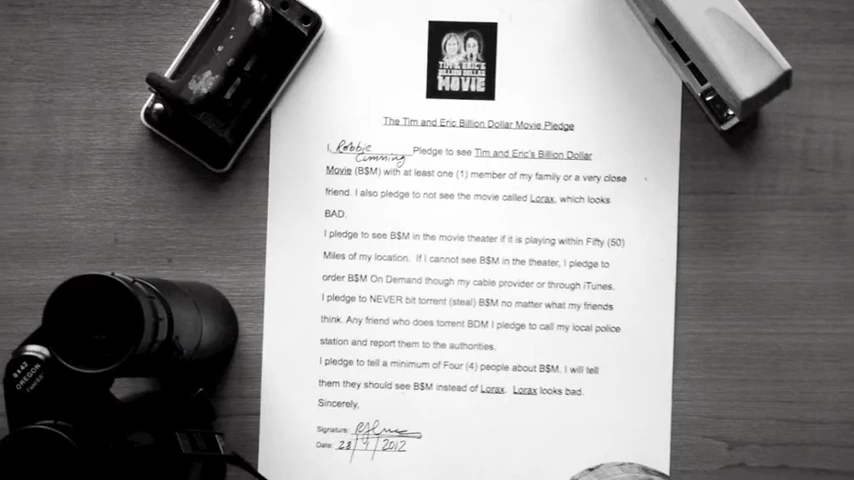 TIM & ERIC'S
BILLION DOLLAR
MOVIE
The Tim and Eric Billion Dollar Movie Pledge
I, Robbie Cumming Pledge to see Tim and Eric's Billion Dollar
Movie (B$M) with at least one (1) member of my family or a very close
friend. I also pledge to not see the movie called Lorax, which looks
BAD.
I pledge to see B$M in the movie theater if it is playing within Fifty (50)
Miles of my location. If I cannot see B$M in the theater, I pledge to
order B$M On Demand though my cable provider or through iTunes.
I pledge to NEVER bit torrent (steal) B$M no matter what my friends
think. Any friend who does torrent BDM I pledge to call my local police
station and report them to the authorities.
I pledge to tell a minimum of Four (4) people about B$M. I will tell
them they should see B$M instead of Lorax. Lorax looks bad.
Sincerely,
Signature:
Date: 28/ /2012
8x42
OREGON